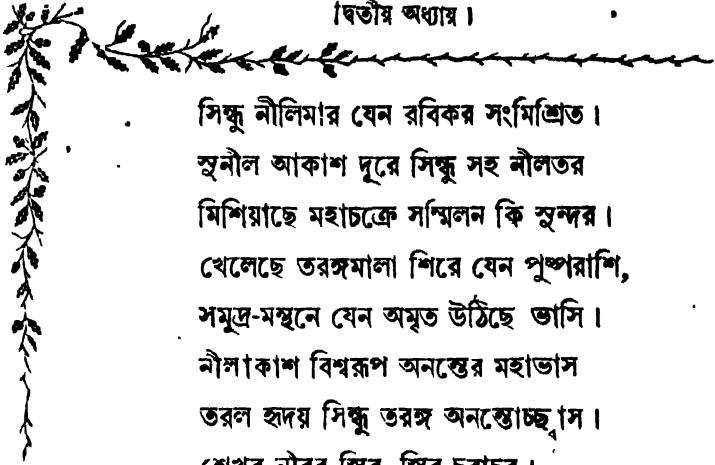 দ্বিতীয় অধ্যায়।
সিন্ধু নীলিমার যেন রবিকর সংমিশ্রিত।
সুনীল আকাশ দূরে সিন্ধু সহ নীলতর
মিশিয়াছে মহাচক্রে সম্মিলন কি সুন্দর।
খেলেছে তরঙ্গমালা শিরে যেন পুষ্পরাশি,
সমুদ্র-মন্থনে যেন অমৃত উঠিছে ভাসি।
নীলাকাশ বিশ্বরূপ অনন্তের মহাভাস
তরল হৃদয় সিন্ধু তরঙ্গ অনন্তোচ্ছ্বাস।